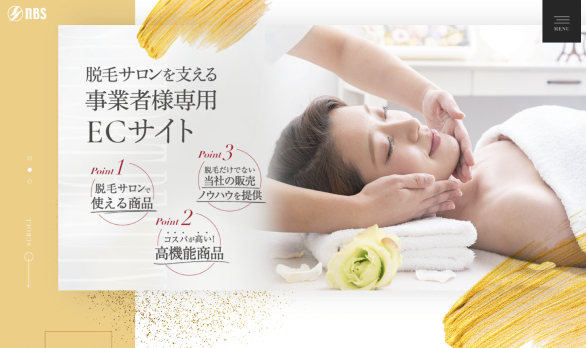 NBS
MENU
脱毛サロンを支える
事業者様専用
ECサイト
Point 1
脱毛サロンで
使える商品
Point 2
コスパが高い!
高機能商品
Point 3
脱毛だけでない
当社の販売
ノウハウを提供